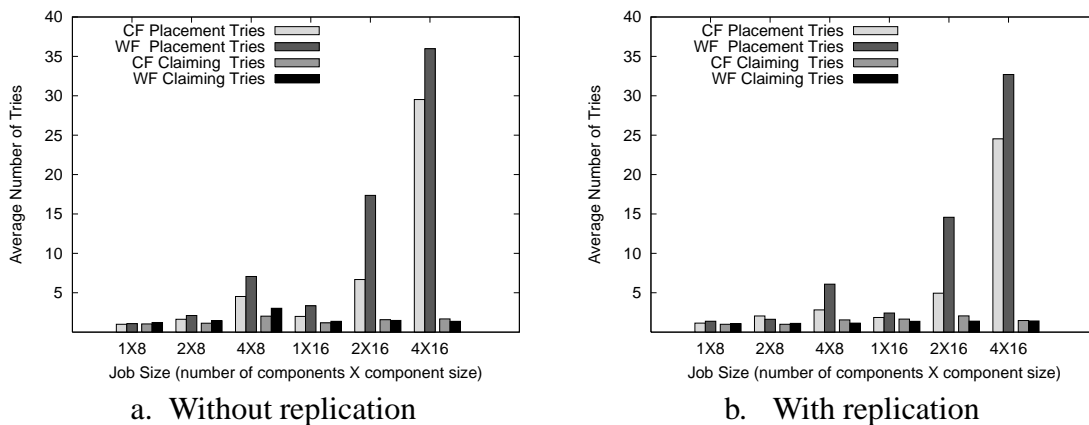 40
35
30
25
20
15
10
5
Average Number of Tries
CF Placement Tries
WF Placement Tries
CF Claiming Tries
WF Claiming Tries
1X8 2X8 4X8 1X16 2X16 4X16
Job Size (number of components X component size)
a. Without replication
40
35
30
25
20
15
10
5
Average Number of Tries
CF Placement Tries
WF Placement Tries
CF Claiming Tries
WF Claiming Tries
1X8 2X8 4X8 1X16 2X16 4X16
Job Size (number of components X component size)
b. With replication